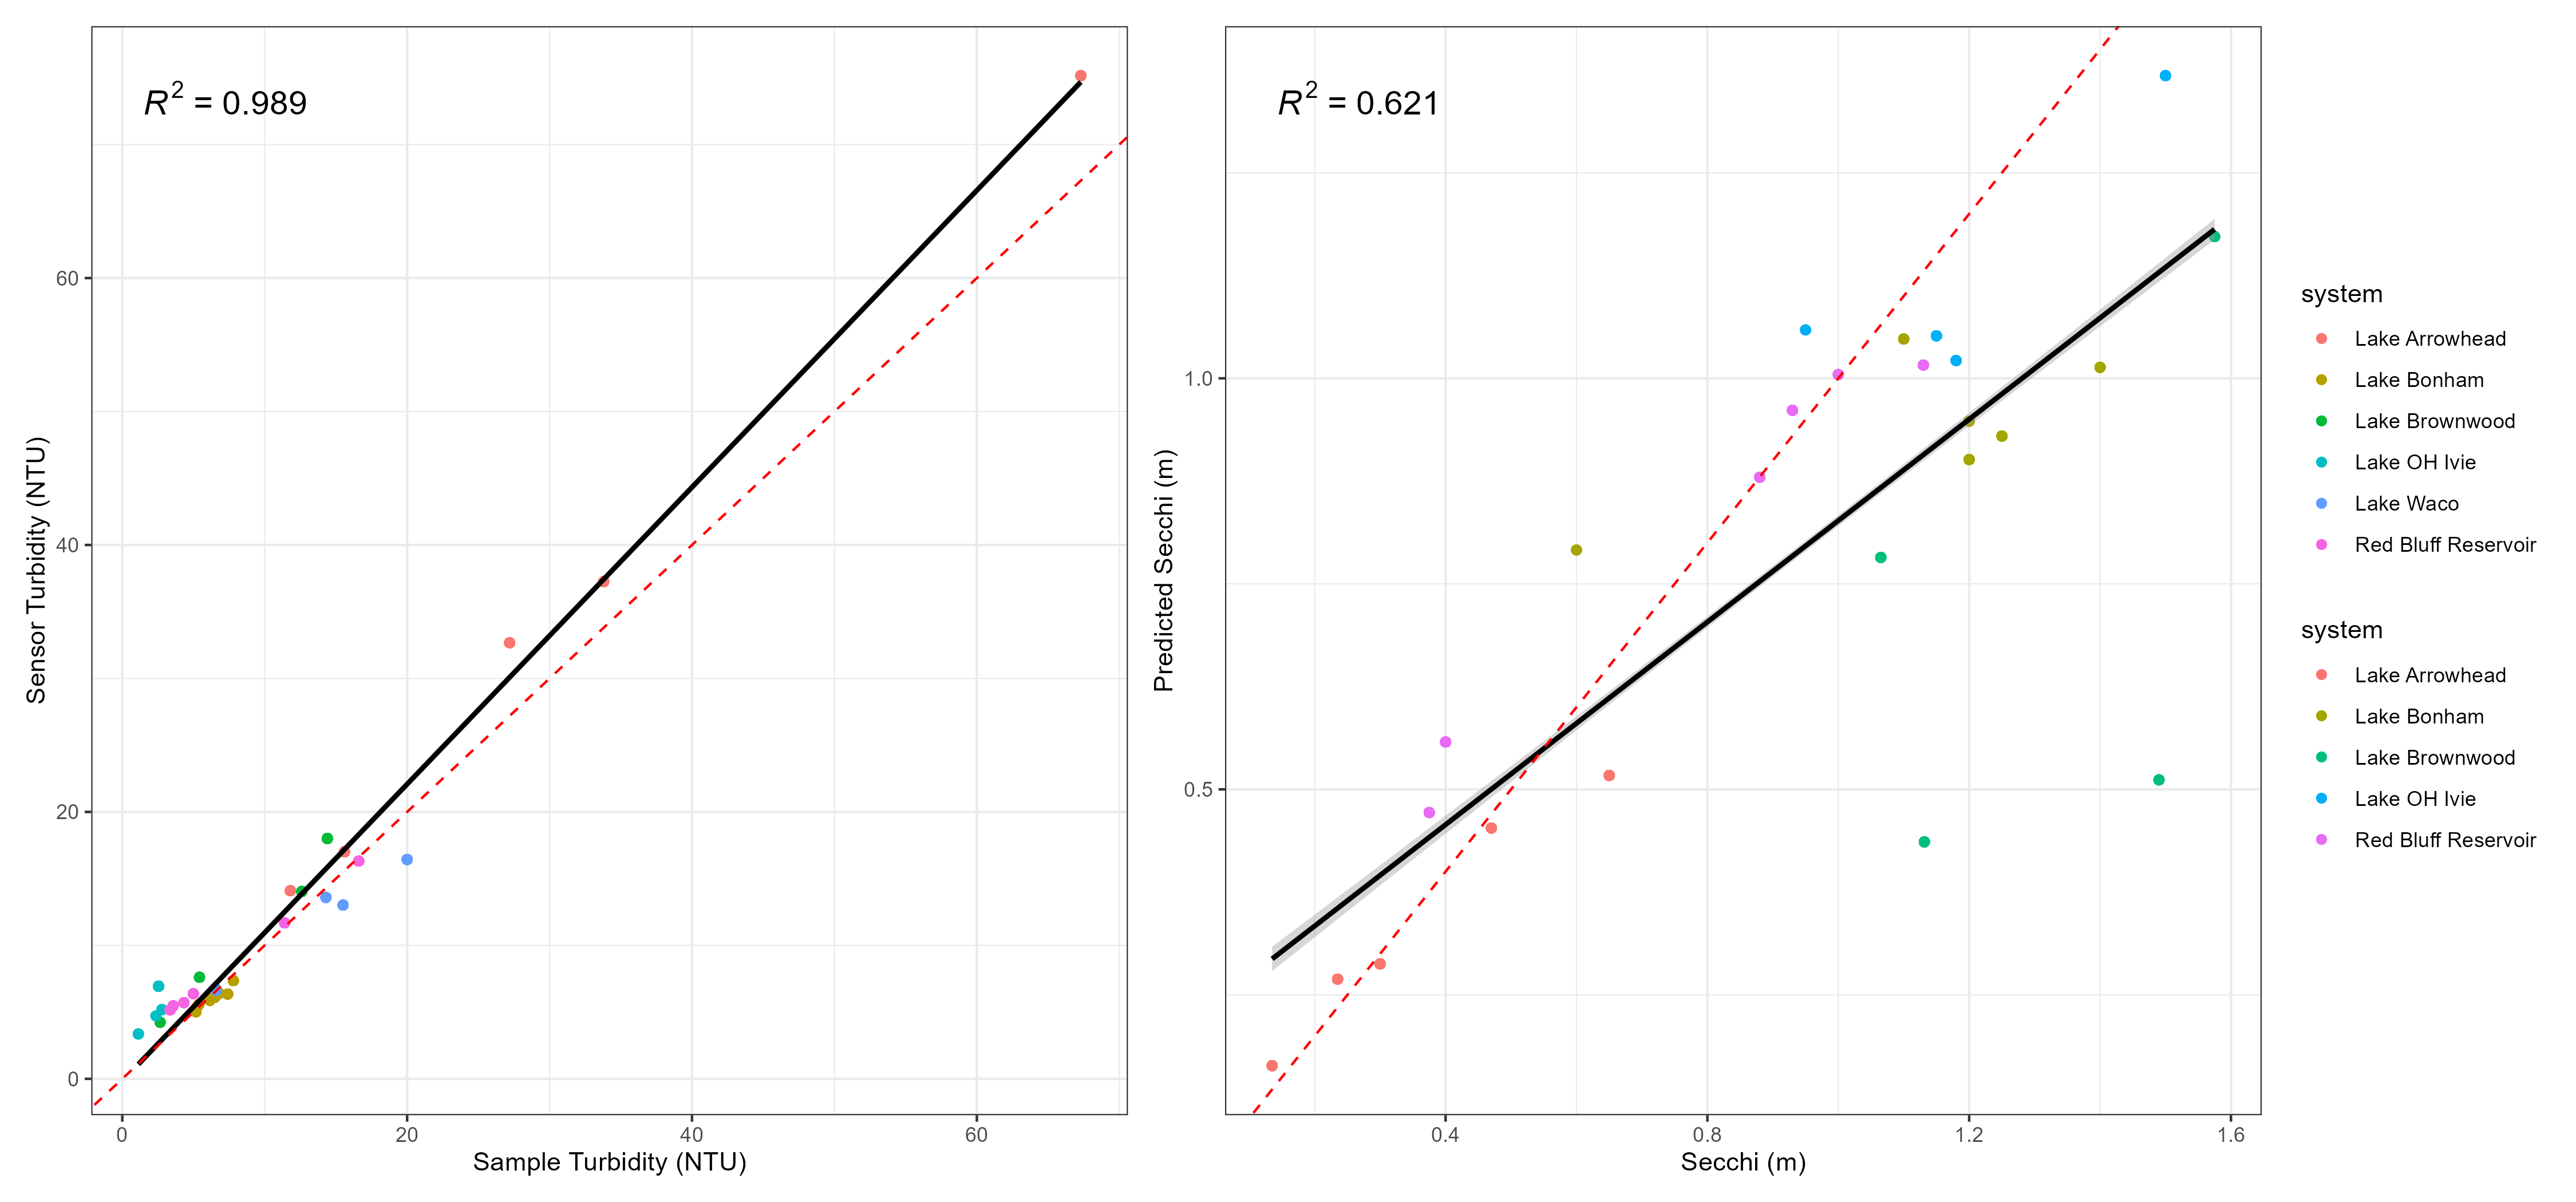 R² = 0.989
60
40
20
0
Sensor Turbidity (NTU)
0 20 40 60
Sample Turbidity (NTU)
R² = 0.621
1.0
0.5
Predicted Secchi (m)
0.4 0.8 1.2 1.6
Secchi (m)
system
Lake Arrowhead
Lake Bonham
Lake Brownwood
Lake OH Ivie
Lake Waco
Red Bluff Reservoir
system
Lake Arrowhead
Lake Bonham
Lake Brownwood
Lake OH Ivie
Red Bluff Reservoir